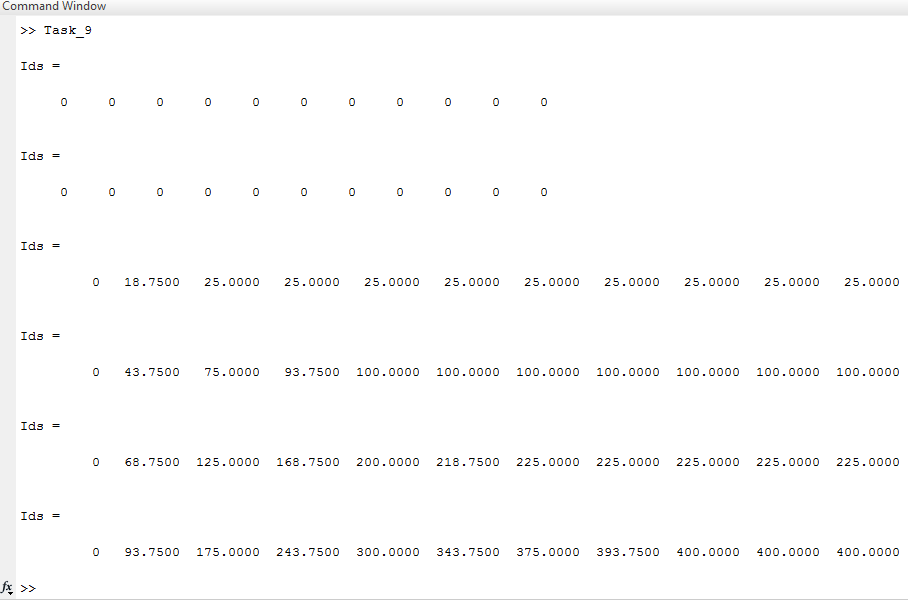 Command Window
>> Task_9
Ids =
0 0 0 0 0 0 0 0 0 0 0
Ids =
0 0 0 0 0 0 0 0 0 0 0
Ids =
0 18.7500 25.0000 25.0000 25.0000 25.0000 25.0000 25.0000 25.0000 25.0000 25.0000
Ids =
0 43.7500 75.0000 93.7500 100.0000 100.0000 100.0000 100.0000 100.0000 100.0000 100.0000
Ids =
0 68.7500 125.0000 168.7500 200.0000 218.7500 225.0000 225.0000 225.0000 225.0000 225.0000
Ids =
0 93.7500 175.0000 243.7500 300.0000 343.7500 375.0000 393.7500 400.0000 400.0000 400.0000
fx >>